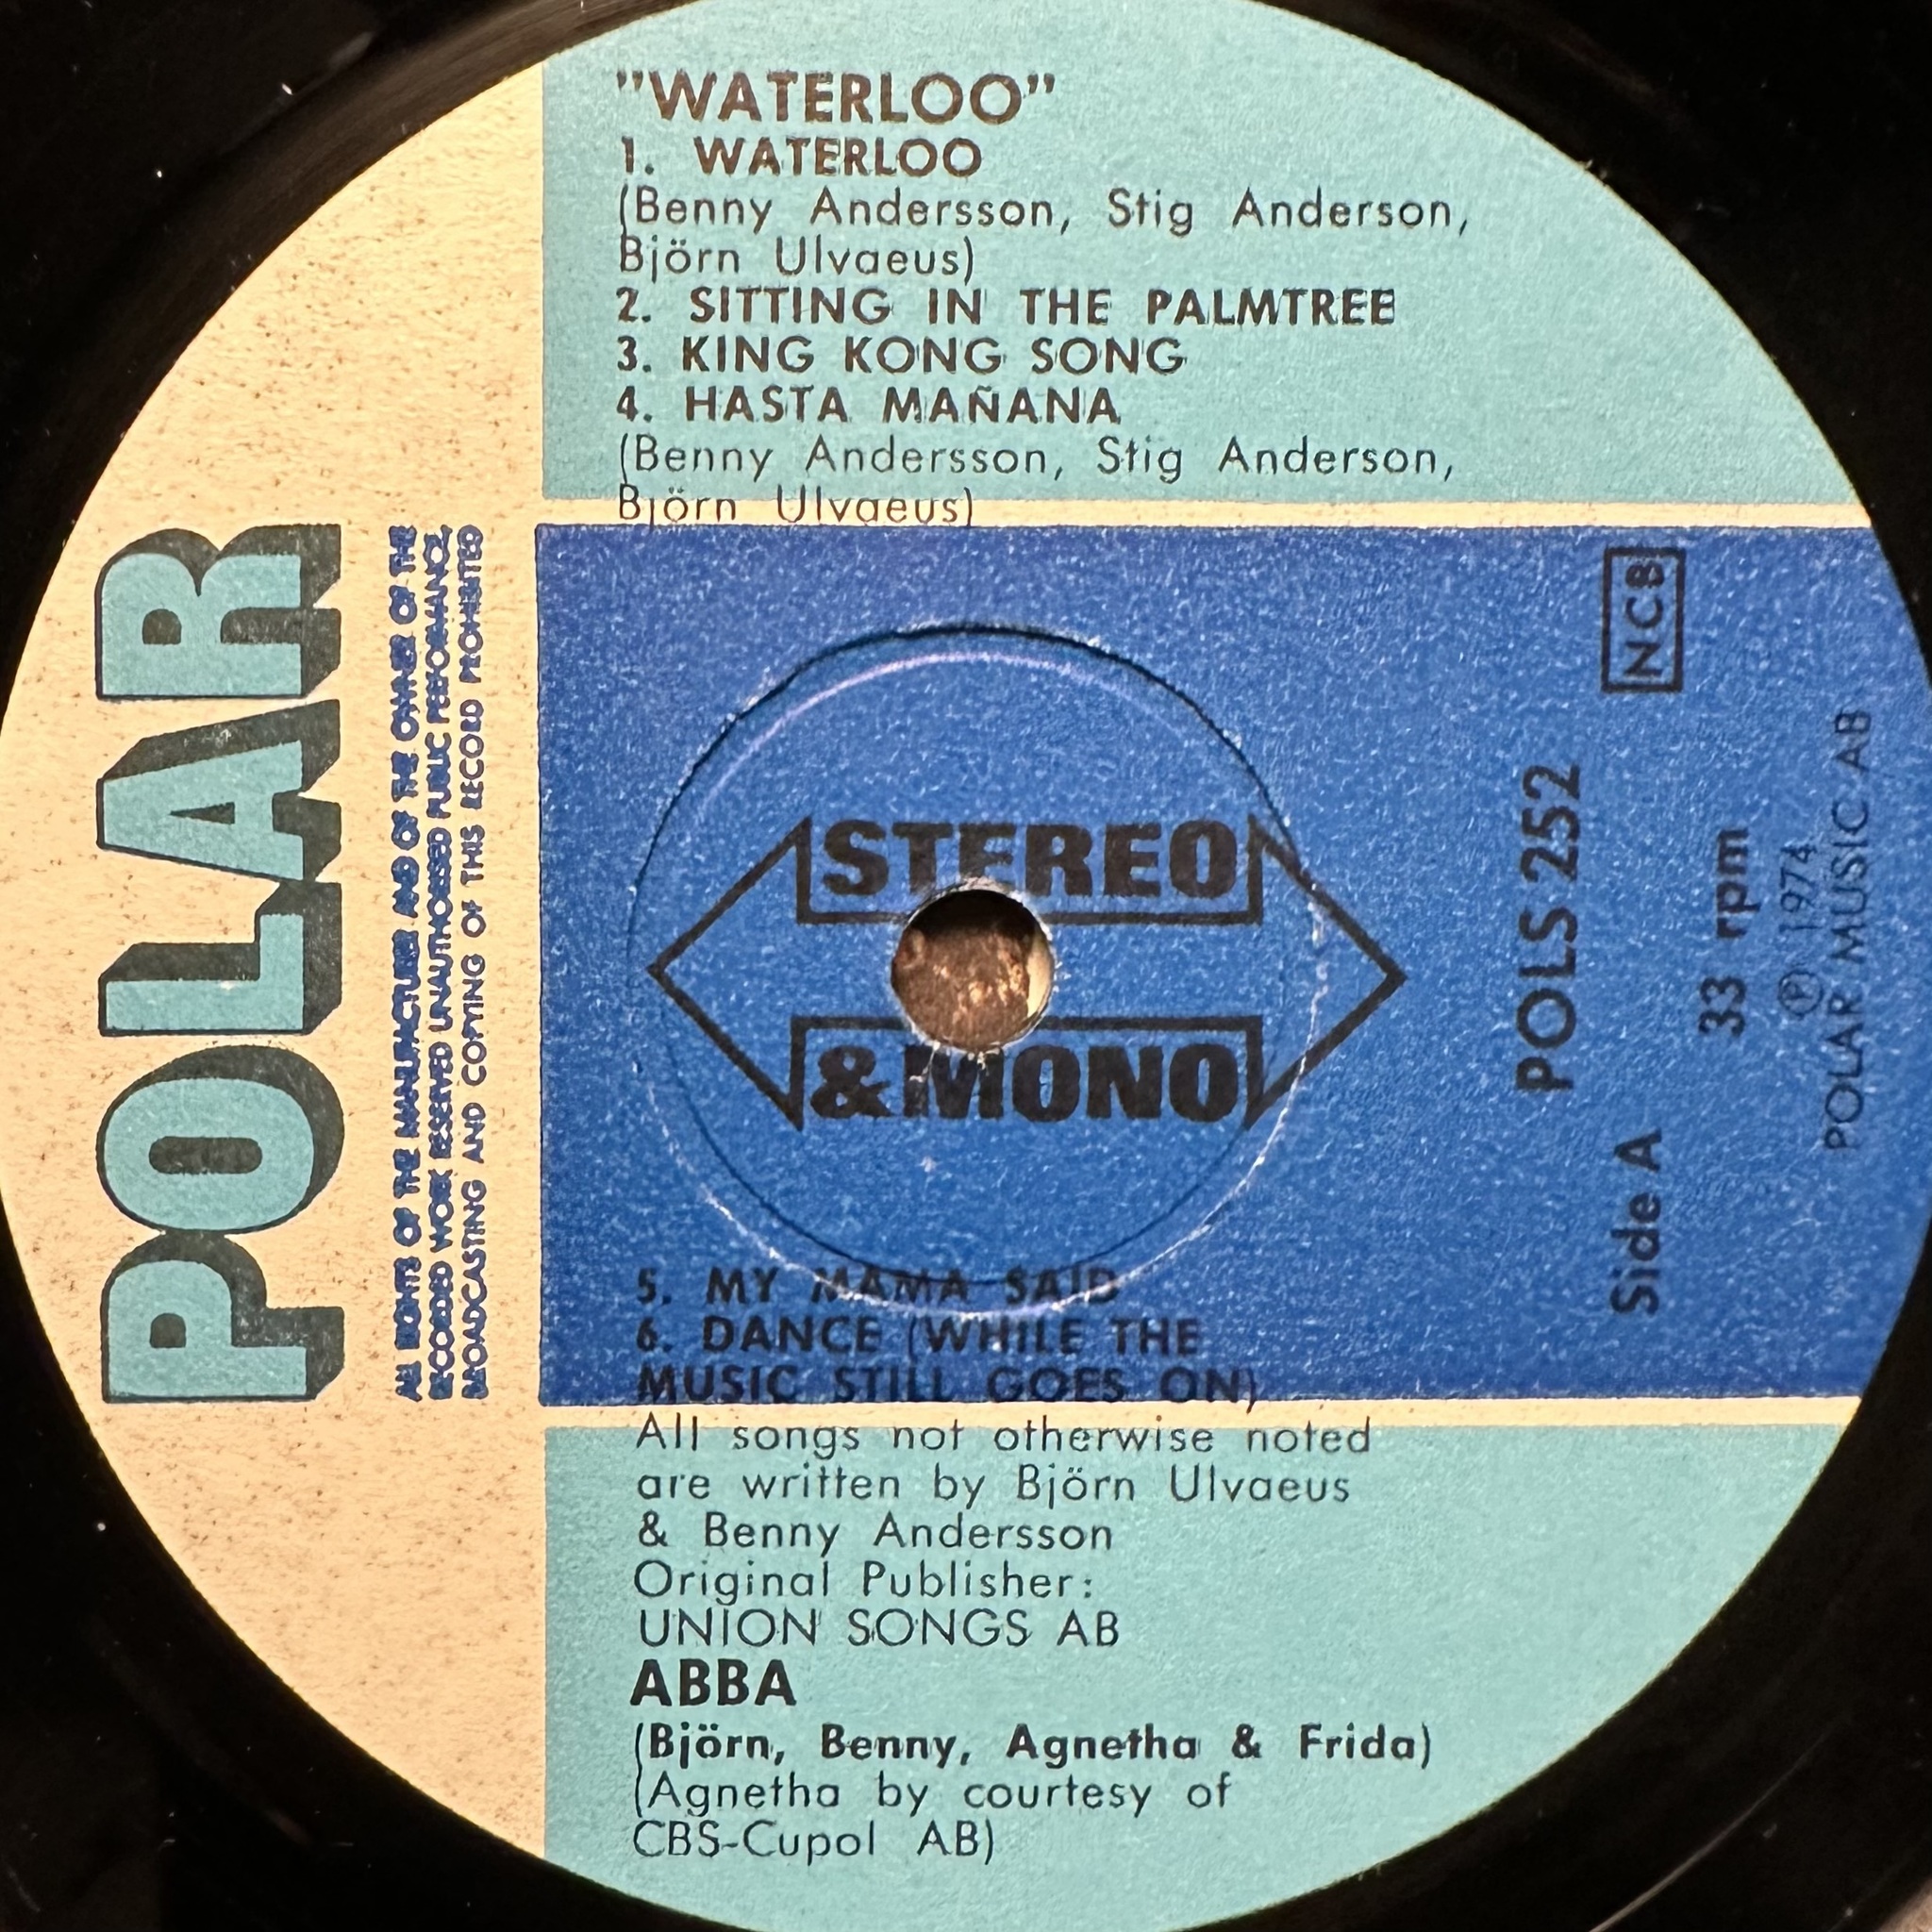 "WATERLOO"
1. WATERLOO
(Benny Andersson, Stig Anderson,
Björn Ulvaeus)
2. SITTING IN THE PALMTREE
3. KING KONG SONG
4. HASTA MAÑANA
(Benny Andersson, Stig Anderson,
Björn Ulvaeus)
POLAR
ALL RIGHTS OF THE MANUFACTURER AND OF THE OWNER OF THE
RECORDED WORK RESERVED UNAUTHORISED PUBLIC PERFORMANCE,
BROADCASTING AND COPYING OF THIS RECORD PROHIBITED
STEREO
& MONO
POLS 252
NCB
Side A
33 rpm
℗ 1974
POLAR MUSIC AB
5. MY MAMA SAID
6. DANCE (WHILE THE
MUSIC STILL GOES ON)
All songs not otherwise noted
are written by Björn Ulvaeus
& Benny Andersson
Original Publisher:
UNION SONGS AB
ABBA
(Björn, Benny, Agnetha & Frida)
(Agnetha by courtesy of
CBS-Cupol AB)